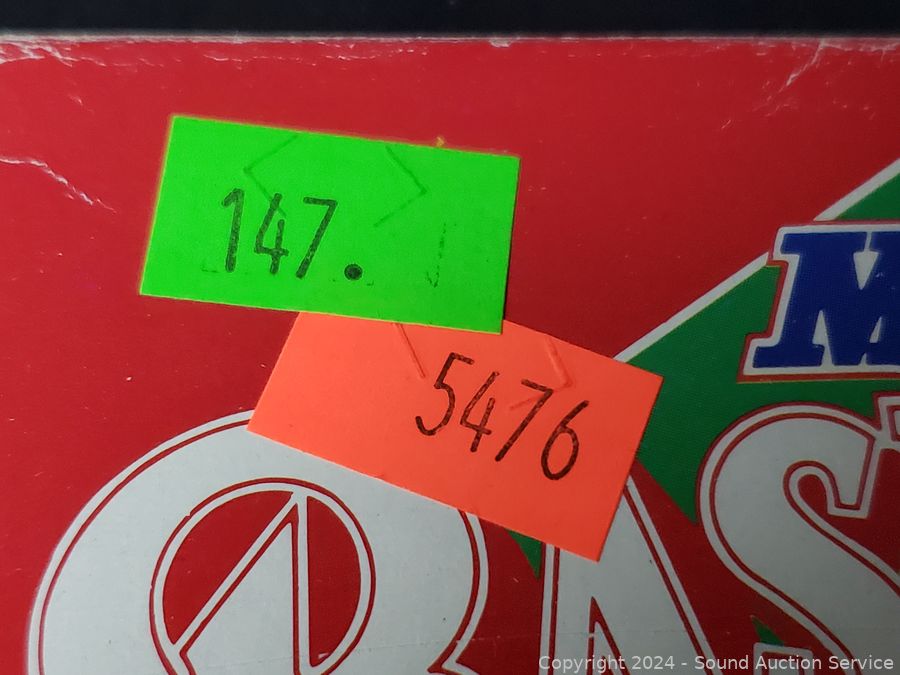 147.
5476
M
Copyright 2024 - Sound Auction Service